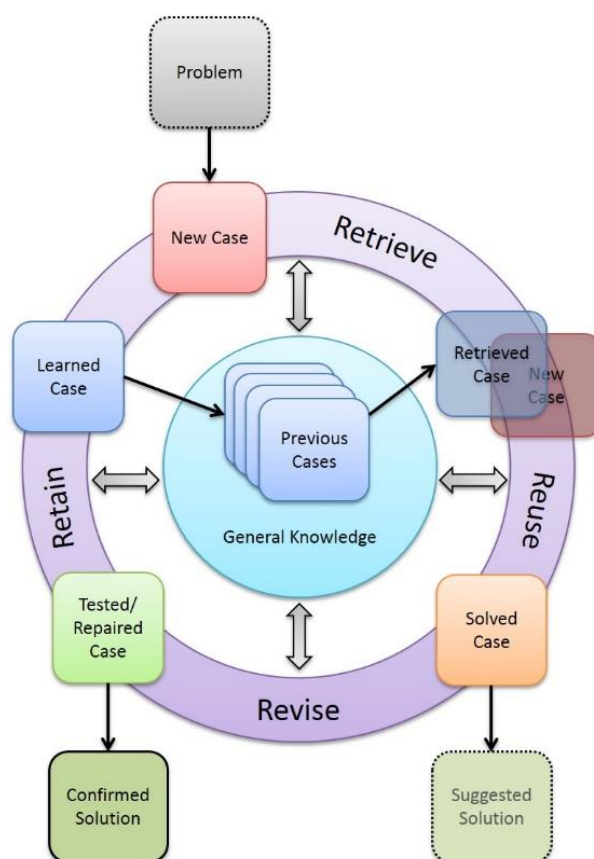 Problem
New Case
Retrieve
Learned
Case
Retrieved
Case
New
Case
Previous
Cases
General Knowledge
Retain
Reuse
Tested/
Repaired
Case
Solved
Case
Revise
Confirmed
Solution
Suggested
Solution